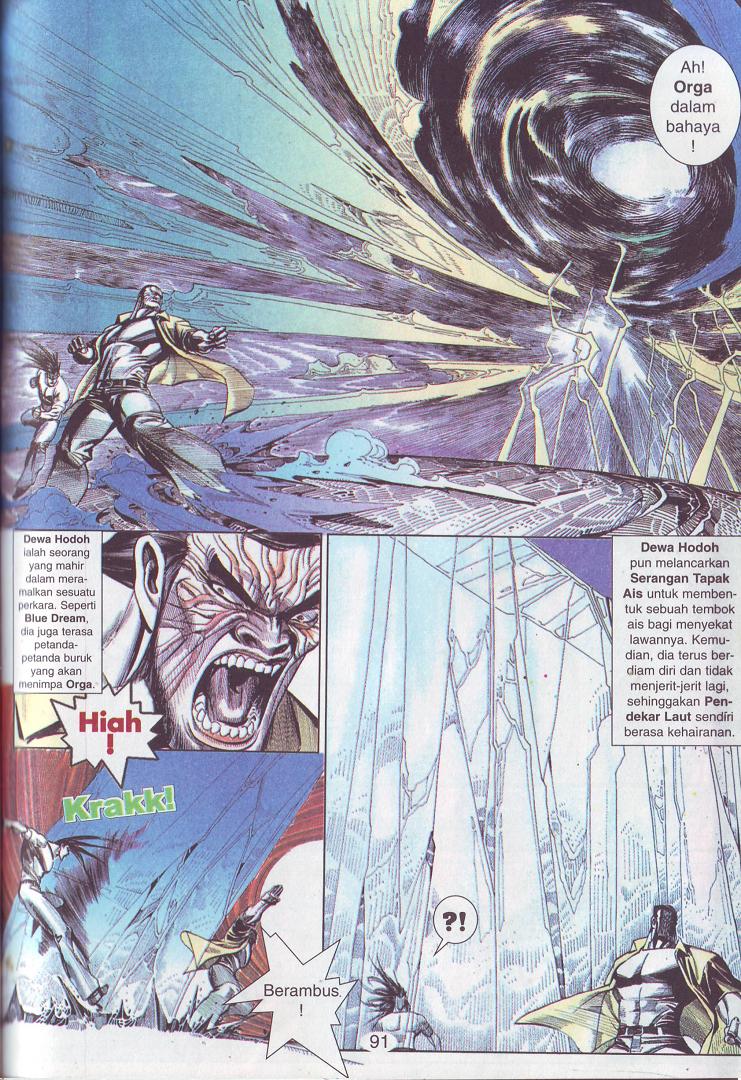 Ah!
Orga
dalam
bahaya
!
Dewa Hodoh
ialah seorang
yang mahir
dalam mera-
malkan sesuatu
perkara. Seperti
Blue Dream,
dia juga terasa
petanda-
petanda buruk
yang akan
menimpa Orga.
Hiah
!
Krakk!
Berambus
!
Dewa Hodoh
pun melancarkan
Serangan Tapak
Ais untuk memben-
tuk sebuah tembok
ais bagi menyekat
lawannya. Kemu-
dian, dia terus ber-
diam diri dan tidak
menjerit-jerit lagi,
sehinggakan Pen-
dekar Laut sendiri
berasa kehairanan.
?!
91